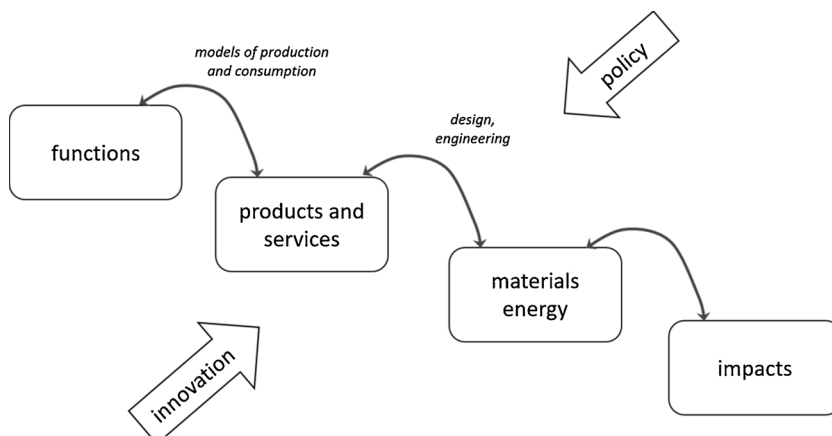 models of production
and consumption
policy
design,
engineering
functions
products and
services
materials
energy
innovation
impacts